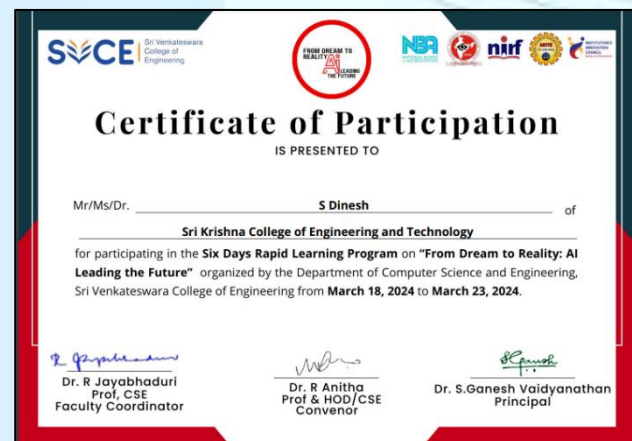 SVCE
Sri Venkateswara
College of
Engineering
FROM DREAM TO
REALITY
AI
LEADING
THE FUTURE
NBA
nirf
AICTE
INSTITUTION'S
INNOVATION
COUNCIL
Certificate of Participation
IS PRESENTED TO
Mr/Ms/Dr. S Dinesh of
Sri Krishna College of Engineering and Technology
for participating in the Six Days Rapid Learning Program on “From Dream to Reality: AI
Leading the Future” organized by the Department of Computer Science and Engineering,
Sri Venkateswara College of Engineering from March 18, 2024 to March 23, 2024.
Dr. R Jayabhaduri
Prof, CSE
Faculty Coordinator
Dr. R Anitha
Prof & HOD/CSE
Convenor
Dr. S.Ganesh Vaidyanathan
Principal